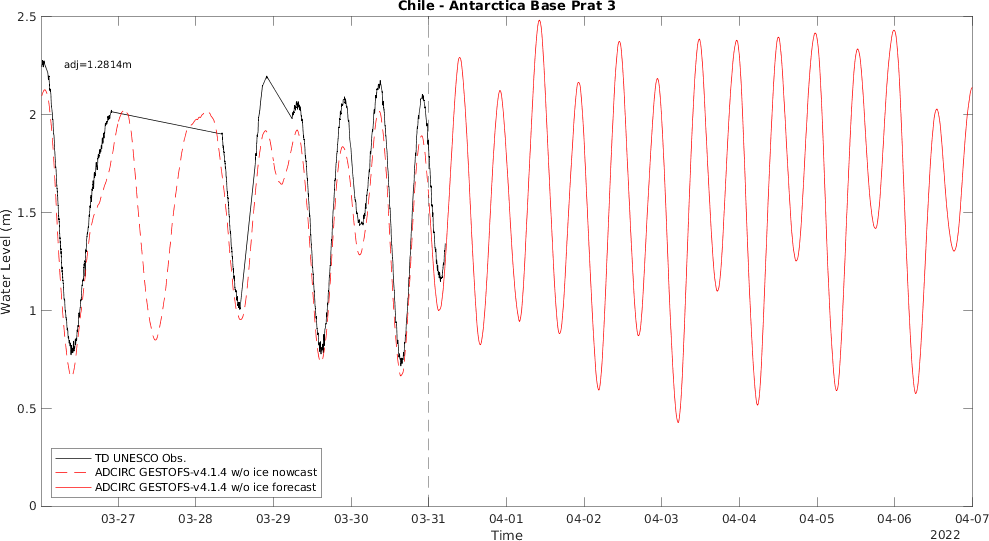 Chile - Antarctica Base Prat 3
2.5
adj=1.2814m
2
1.5
Water Level (m)
1
0.5
TD UNESCO Obs.
ADCIRC GESTOFS-v4.1.4 w/o ice nowcast
ADCIRC GESTOFS-v4.1.4 w/o ice forecast
0
03-27 03-28 03-29 03-30 03-31 04-01 04-02 04-03 04-04 04-05 04-06 04-07
Time
2022